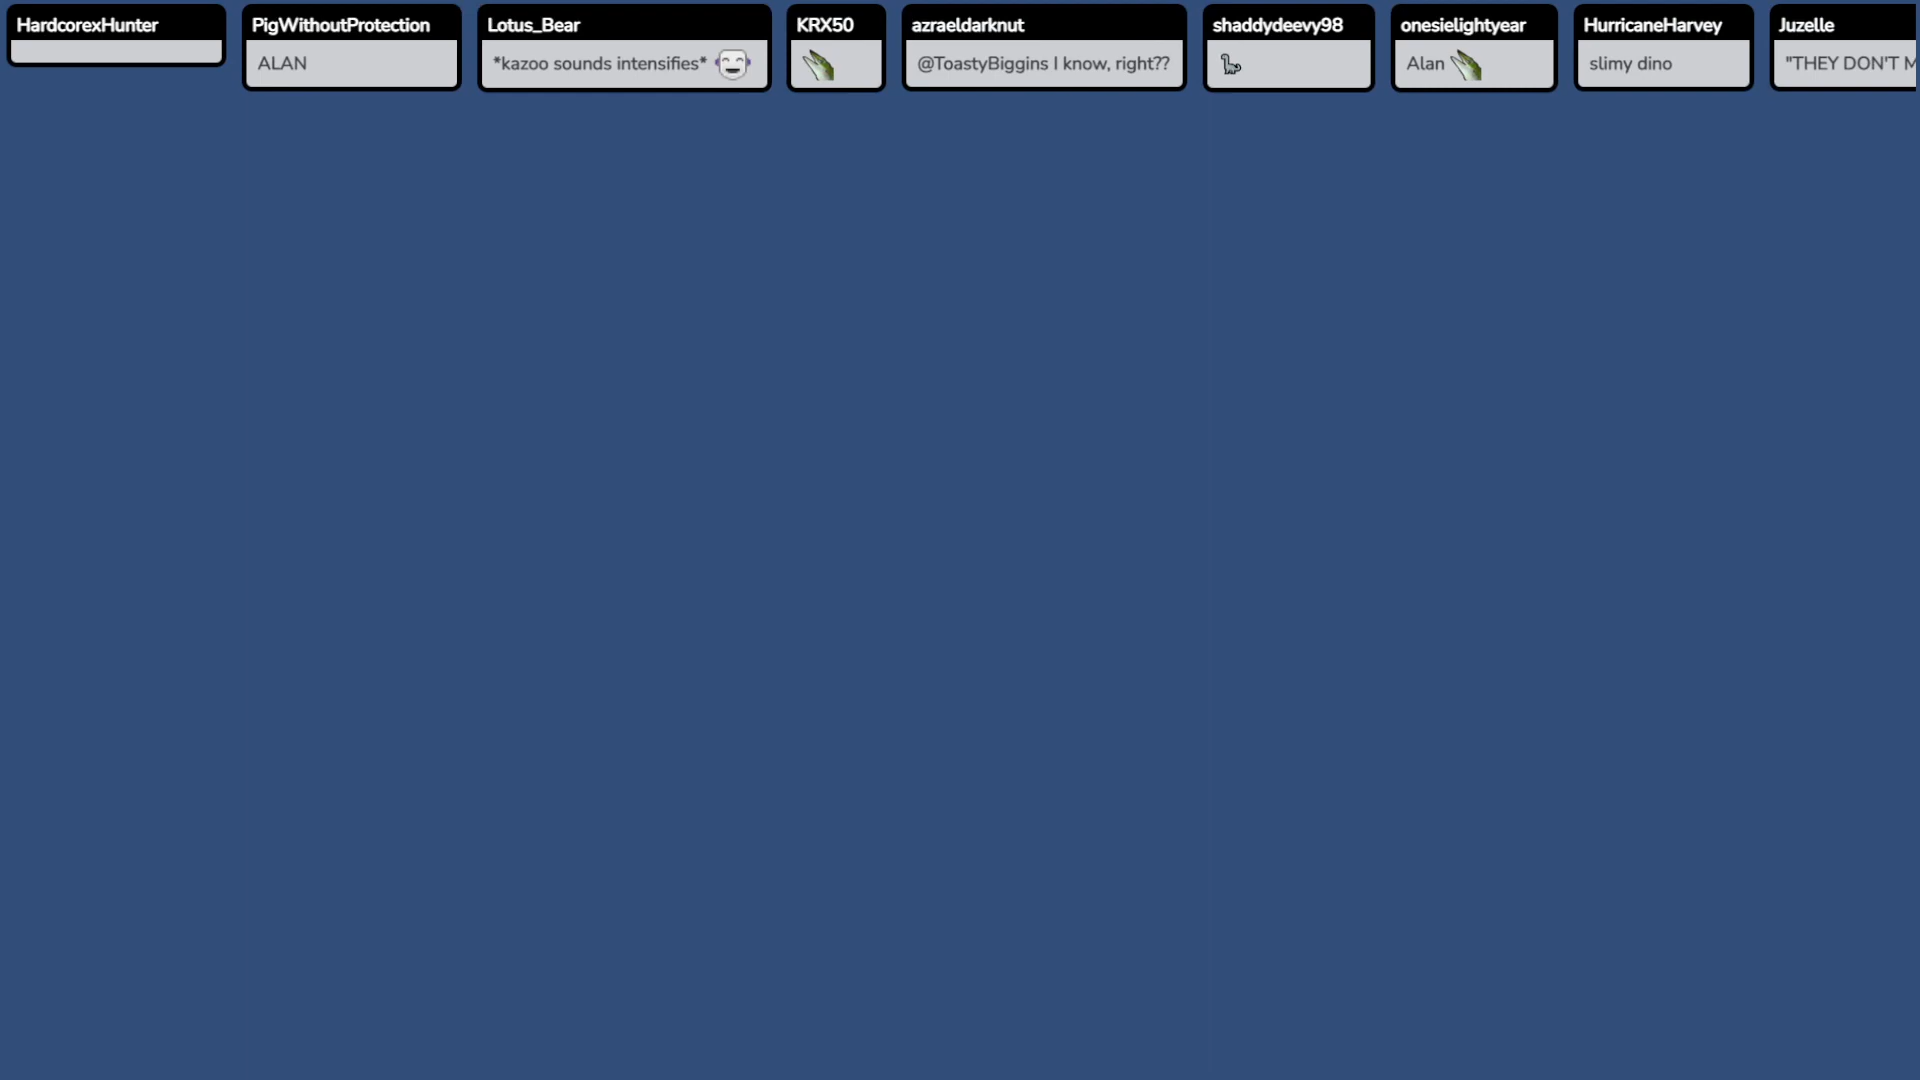 HardcorexHunter
PigWithoutProtection
ALAN
Lotus_Bear
*kazoo sounds intensifies*
KRX50
azraeldarknut
@ToastyBiggins I know, right??
shaddydeevy98
onesielightyear
Alan
HurricaneHarvey
slimy dino
Juzelle
"THEY DON'T M